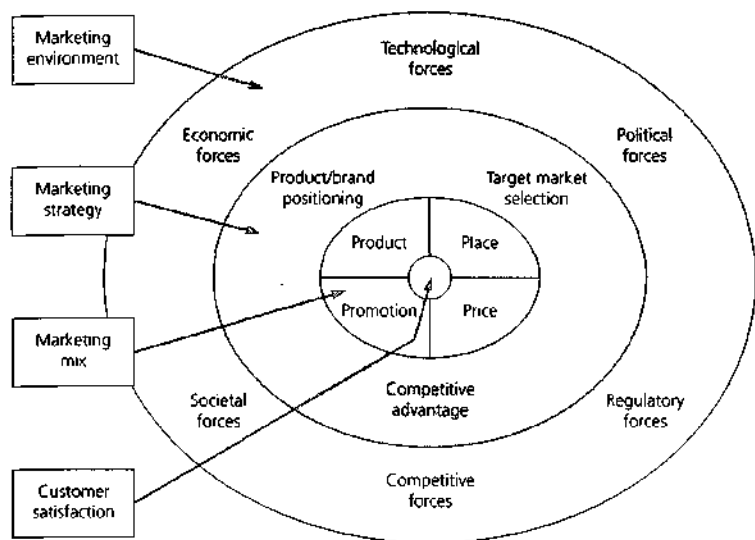 Marketing
environment
Technological
forces
Economic
forces
Political
forces
Marketing
strategy
Product/brand
positioning
Target market
selection
Product
Place
Promotion
Price
Marketing
mix
Societal
forces
Competitive
advantage
Regulatory
forces
Customer
satisfaction
Competitive
forces